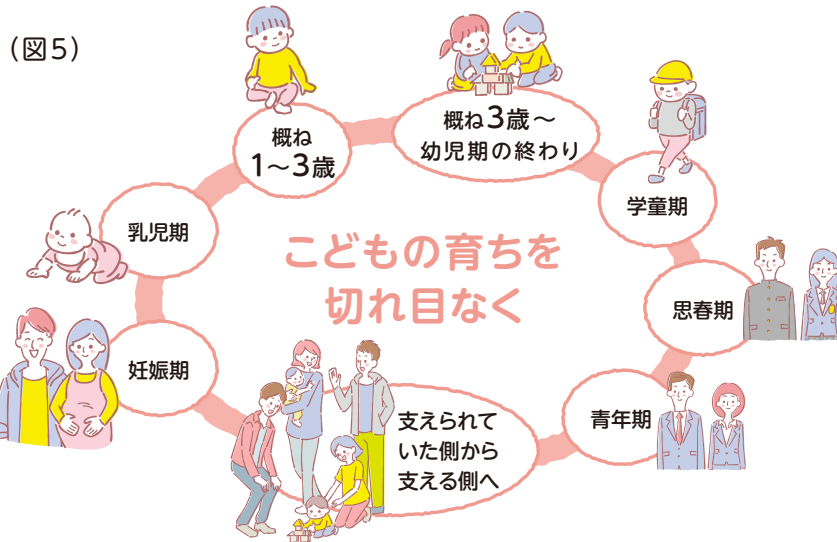 (図5)
概ね
1〜3歳
概ね3歳〜
幼児期の終わり
乳児期
学童期
こどもの育ちを
切れ目なく
思春期
妊娠期
青年期
支えられて
いた側から
支える側へ